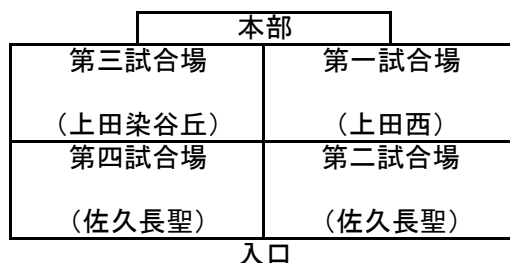 本部
第三試合場 第一試合場
（上田染谷丘） （上田西）
第四試合場 第二試合場
（佐久長聖） （佐久長聖）
入口